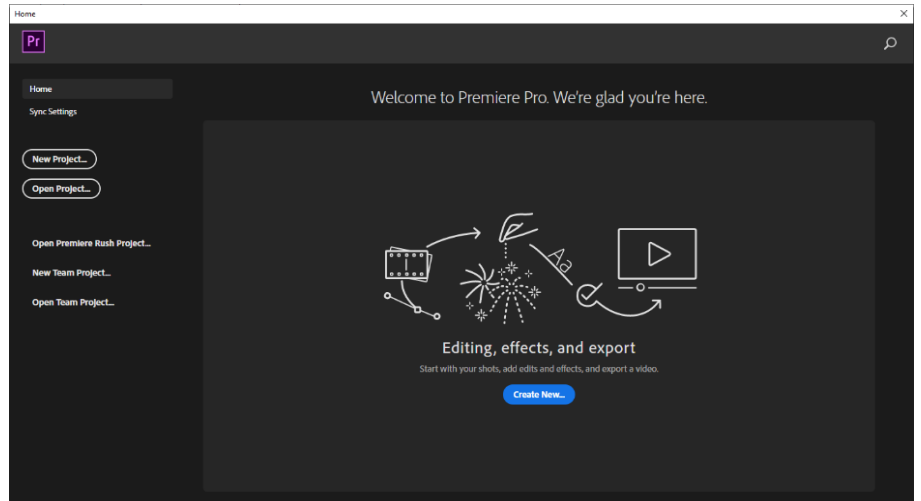 Home
Pr
Home
Sync Settings
Welcome to Premiere Pro. We're glad you're here.
New Project...
Open Project...
Open Premiere Rush Project...
New Team Project...
Open Team Project...
Aa
Editing, effects, and export
Start with your shots, add edits and effects, and export a video.
Create New...